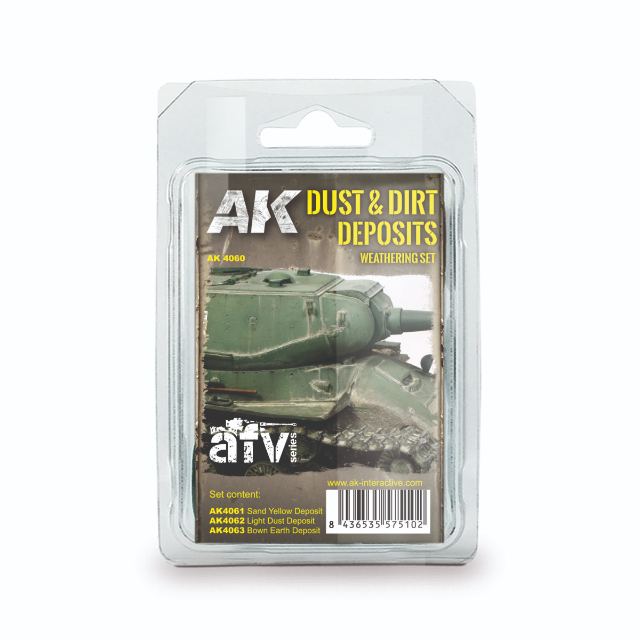 AK
DUST & DIRT
DEPOSITS
WEATHERING SET
AK 4060
afv
series
Set content:
AK4061 Sand Yellow Deposit
AK4062 Light Dust Deposit
AK4063 Bown Earth Deposit
www.ak-interactive.com
8 436535 575102